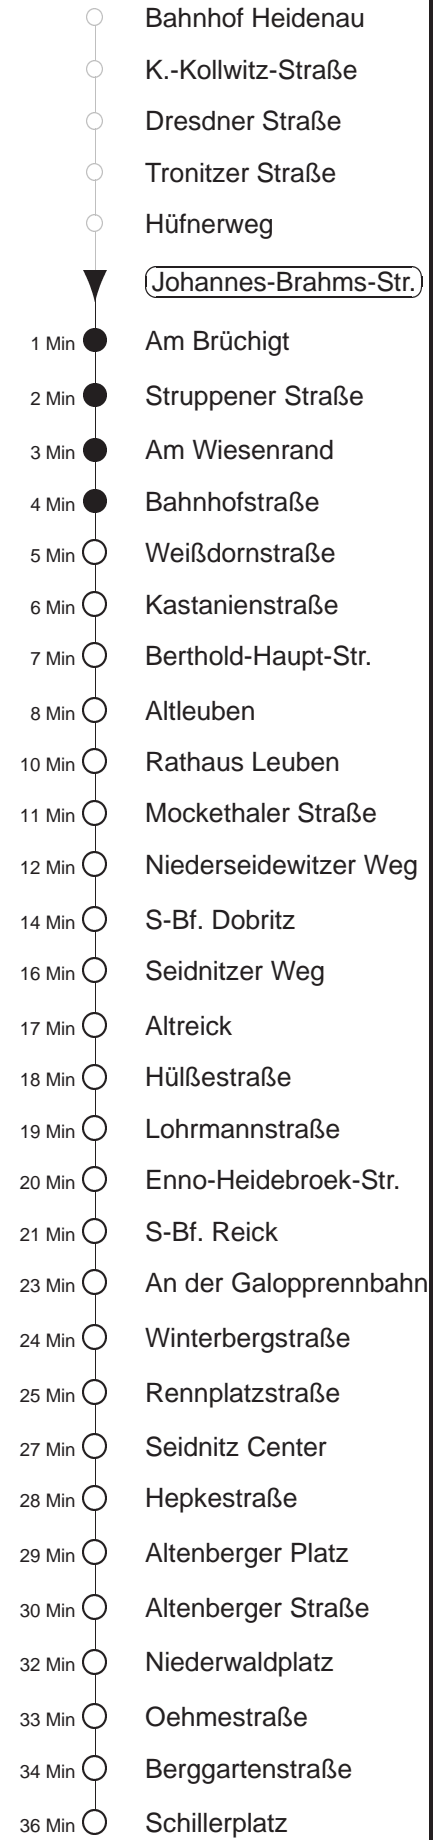 Bahnhof Heidenau
K.-Kollwitz-Straße
Dresdner Straße
Tronitzer Straße
Hüfnerweg
Johannes-Brahms-Str.
1 Min Am Brüchigt
2 Min Struppener Straße
3 Min Am Wiesenrand
4 Min Bahnhofstraße
5 Min Weißdornstraße
6 Min Kastanienstraße
7 Min Berthold-Haupt-Str.
8 Min Altleuben
10 Min Rathaus Leuben
11 Min Mockethaler Straße
12 Min Niederseidewitzer Weg
14 Min S-Bf. Dobritz
16 Min Seidnitzer Weg
17 Min Altreick
18 Min Hülßestraße
19 Min Lohrmannstraße
20 Min Enno-Heidebroek-Str.
21 Min S-Bf. Reick
23 Min An der Galopprennbahn
24 Min Winterbergstraße
25 Min Rennplatzstraße
27 Min Seidnitz Center
28 Min Hepkestraße
29 Min Altenberger Platz
30 Min Altenberger Straße
32 Min Niederwaldplatz
33 Min Oehmestraße
34 Min Berggartenstraße
36 Min Schillerplatz